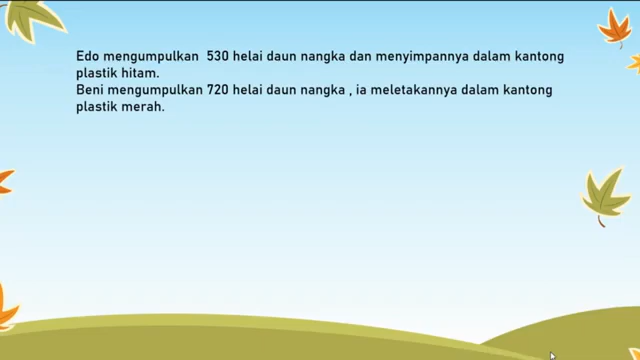 Edo mengumpulkan 530 helai daun nangka dan menyimpannya dalam kantong
plastik hitam.
Beni mengumpulkan 720 helai daun nangka , ia meletakannya dalam kantong
plastik merah.